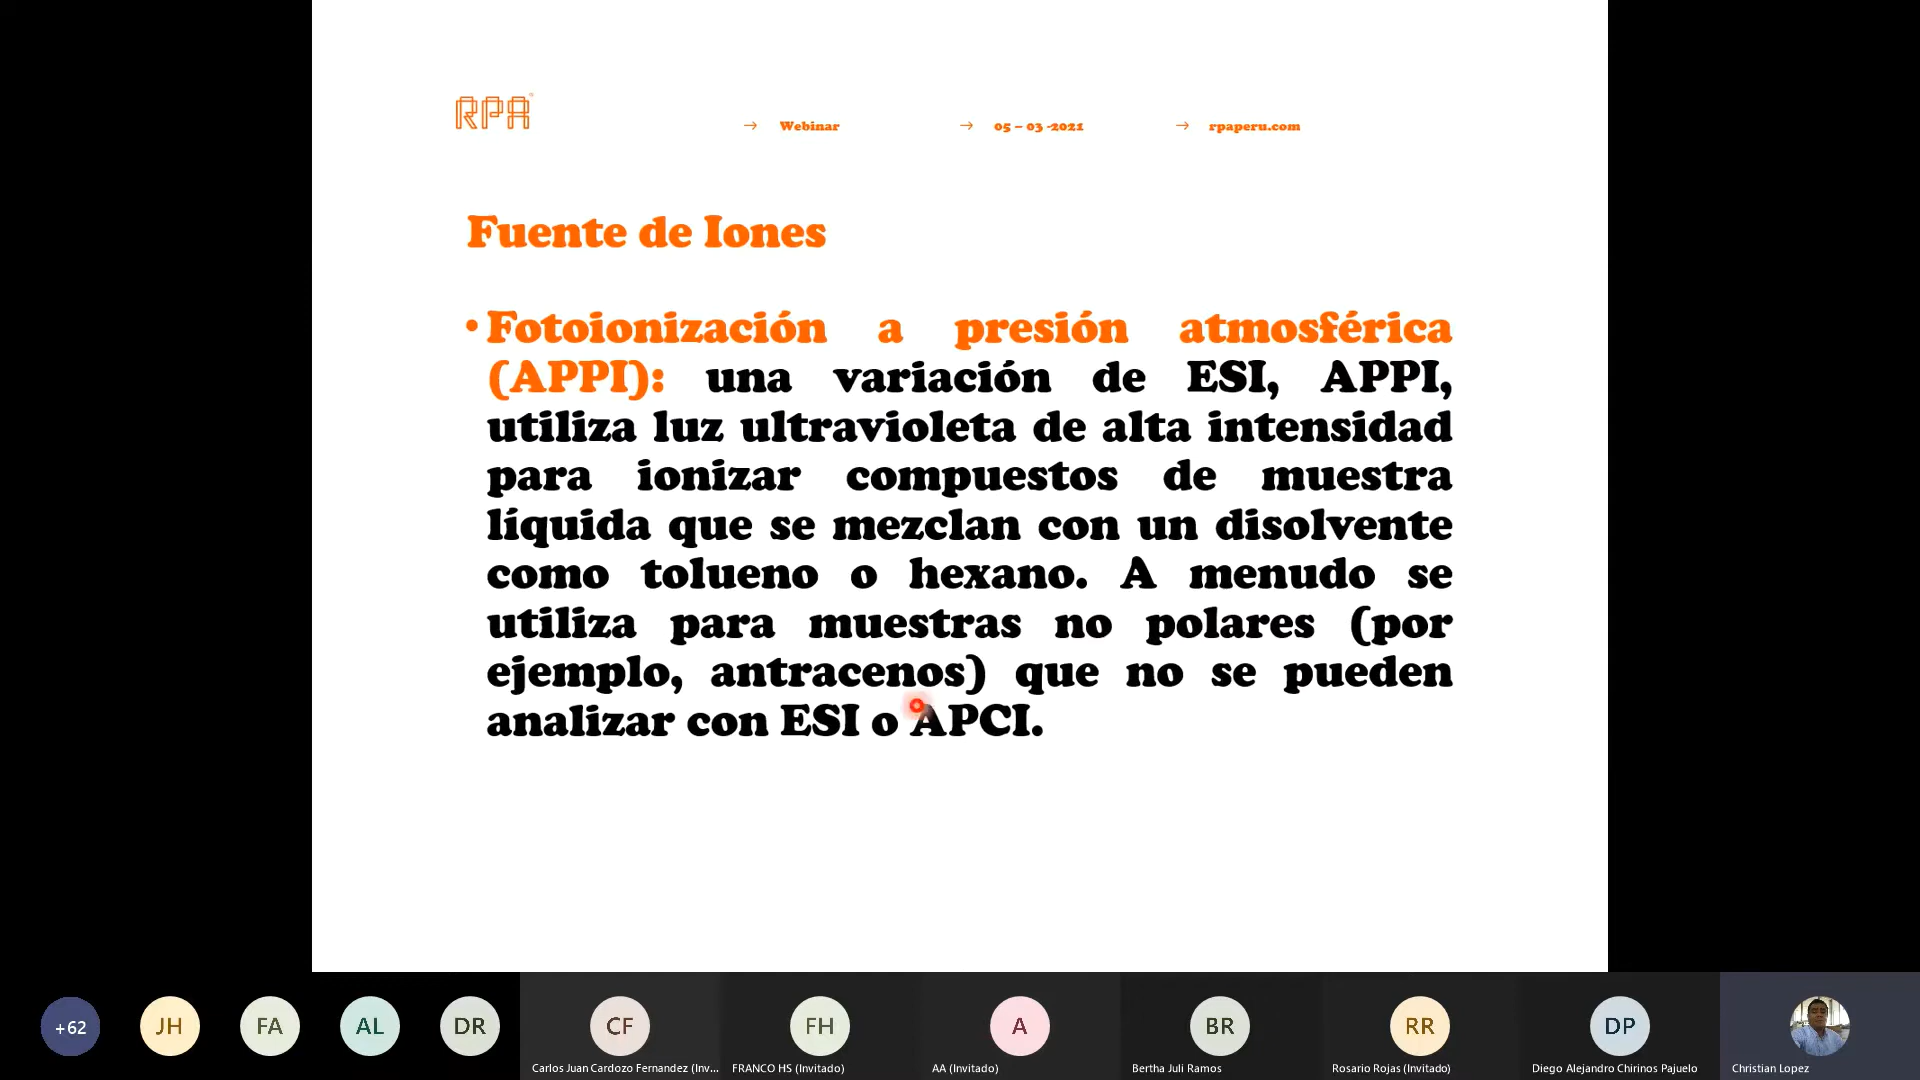 RPA
→ Webinar → 05 – 03 -2021 → rpaperu.com
Fuente de Iones
• Fotoionización a presión atmosférica
(APPI): una variación de ESI, APPI,
utiliza luz ultravioleta de alta intensidad
para ionizar compuestos de muestra
líquida que se mezclan con un disolvente
como tolueno o hexano. A menudo se
utiliza para muestras no polares (por
ejemplo, antracenos) que no se pueden
analizar con ESI o APCI.
+62 JH FA AL DR CF FH A BR RR DP
Carlos Juan Cardozo Fernandez (Inv... FRANCO HS (Invitado) AA (Invitado) Bertha Juli Ramos Rosario Rojas (Invitado) Diego Alejandro Chirinos Pajuelo Christian Lopez